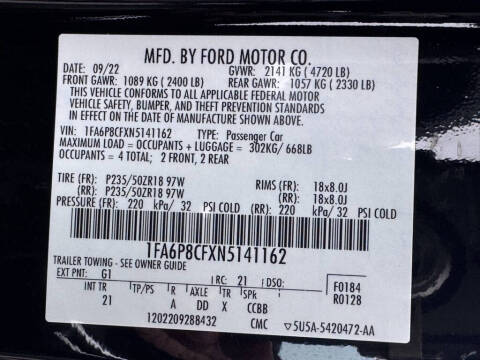 MFD. BY FORD MOTOR CO.
DATE: 09/22 GVWR: 2141 KG ( 4720 LB)
FRONT GAWR: 1089 KG ( 2400 LB) REAR GAWR: 1057 KG ( 2330 LB)
THIS VEHICLE CONFORMS TO ALL APPLICABLE FEDERAL MOTOR
VEHICLE SAFETY, BUMPER, AND THEFT PREVENTION STANDARDS
IN EFFECT ON THE DATE OF MANUFACTURE SHOWN ABOVE.
VIN: 1FA6P8CFXN5141162 TYPE: Passenger Car
MAXIMUM LOAD = OCCUPANTS + LUGGAGE = 302KG/ 668LB
OCCUPANTS = 4 TOTAL; 2 FRONT, 2 REAR
TIRE (FR): P235/50ZR18 97W RIMS (FR): 18x8.0J
(RR): P235/50ZR18 97W (RR): 18x8.0J
PRESSURE (FR): 220 kPa/ 32 PSI COLD (RR): 220 kPa/ 32 PSI COLD
1FA6P8CFXN5141162
TRAILER TOWING - SEE OWNER GUIDE
EXT PNT: G1 RC: 21 DSO: F0184
INT TR TP/PS R AXLE TR SPR R0128
21 A D X CCBB
1202209288432 CMC ▽5U5A-5420472-AA